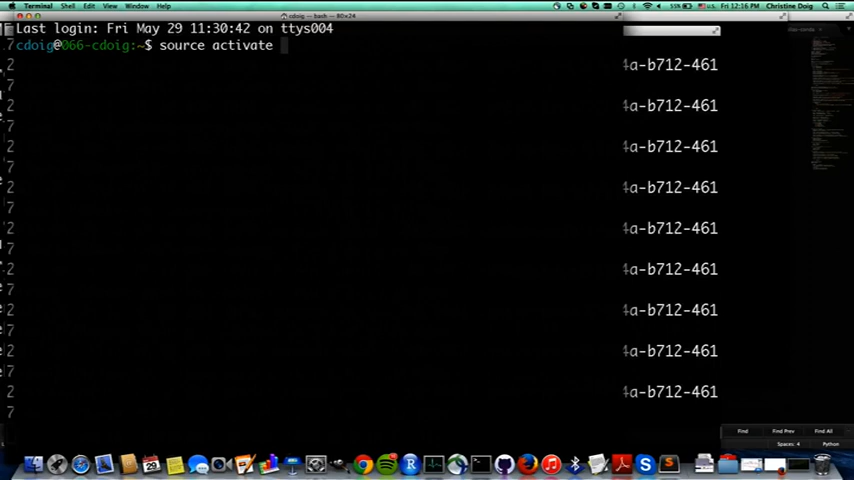 Terminal Shell Edit View Window Help
55% Fri 12:16 PM Christine Doig
cdoig — bash — 80×24
Last login: Fri May 29 11:30:42 on ttys004
cdoig@066-cdoig:~$ source activate
4a-b712-461
4a-b712-461
4a-b712-461
4a-b712-461
4a-b712-461
4a-b712-461
4a-b712-461
4a-b712-461
4a-b712-461
Find Find Prev Find All
Spaces: 4 Python